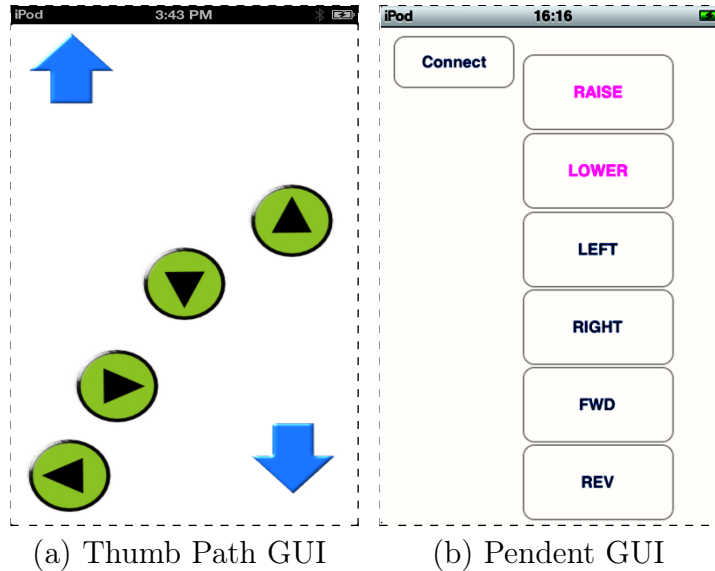 iPod 3:43 PM
iPod 16:16
Connect
RAISE
LOWER
LEFT
RIGHT
FWD
REV
(a) Thumb Path GUI
(b) Pendent GUI